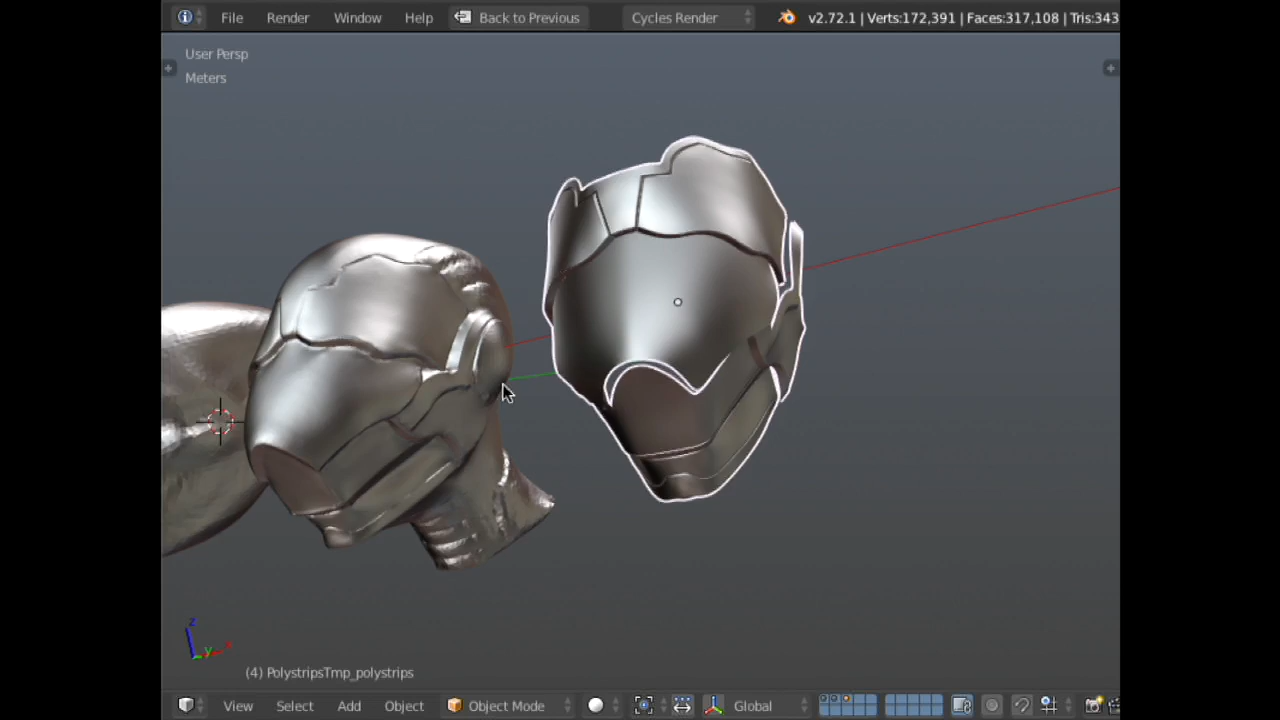 File Render Window Help Back to Previous Cycles Render v2.72.1 | Verts:172,391 | Faces:317,108 | Tris:343
User Persp
Meters
z
y x
(4) PolystripsTmp_polystrips
View Select Add Object Object Mode Global